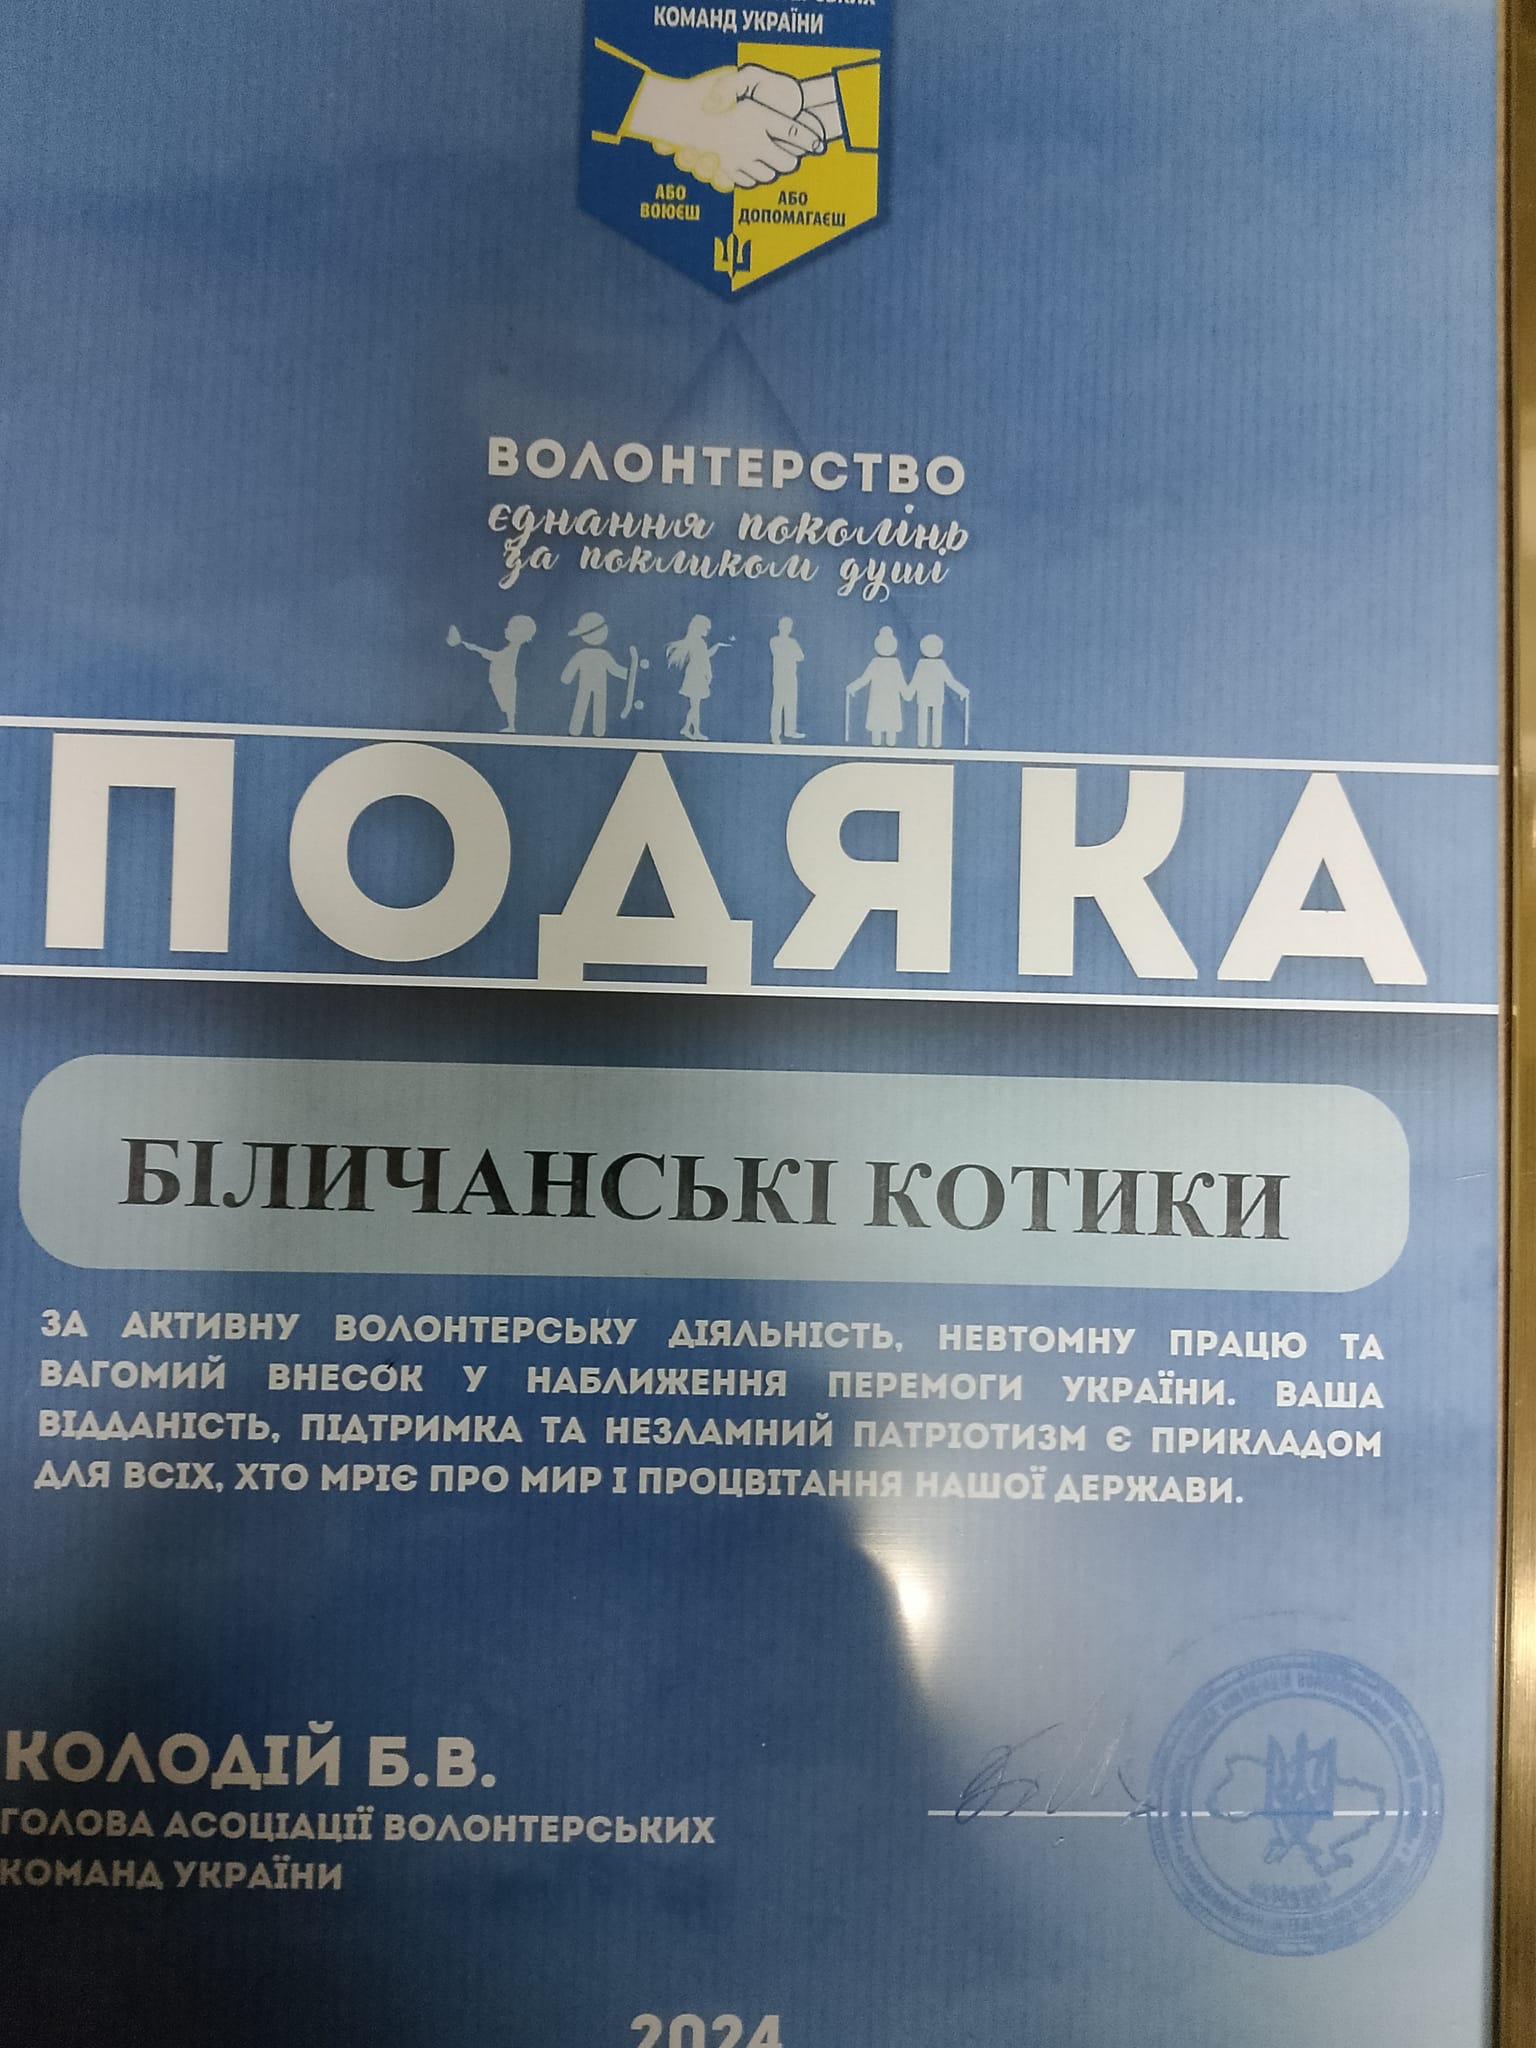 КОМАНД УКРАЇНИ
АБО ВОЮЄШ
АБО ДОПОМАГАЄШ
ВОЛОНТЕРСТВО
єднання поколінь
за покликом душі
ПОДЯКА
БІЛИЧАНСЬКІ КОТИКИ
ЗА АКТИВНУ ВОЛОНТЕРСЬКУ ДІЯЛЬНІСТЬ, НЕВТОМНУ ПРАЦЮ ТА
ВАГОМИЙ ВНЕСОК У НАБЛИЖЕННЯ ПЕРЕМОГИ УКРАЇНИ. ВАША
ВІДДАНІСТЬ, ПІДТРИМКА ТА НЕЗЛАМНИЙ ПАТРІОТИЗМ Є ПРИКЛАДОМ
ДЛЯ ВСІХ, ХТО МРІЄ ПРО МИР І ПРОЦВІТАННЯ НАШОЇ ДЕРЖАВИ.
КОЛОДІЙ Б.В.
ГОЛОВА АСОЦІАЦІЇ ВОЛОНТЕРСЬКИХ
КОМАНД УКРАЇНИ
2024